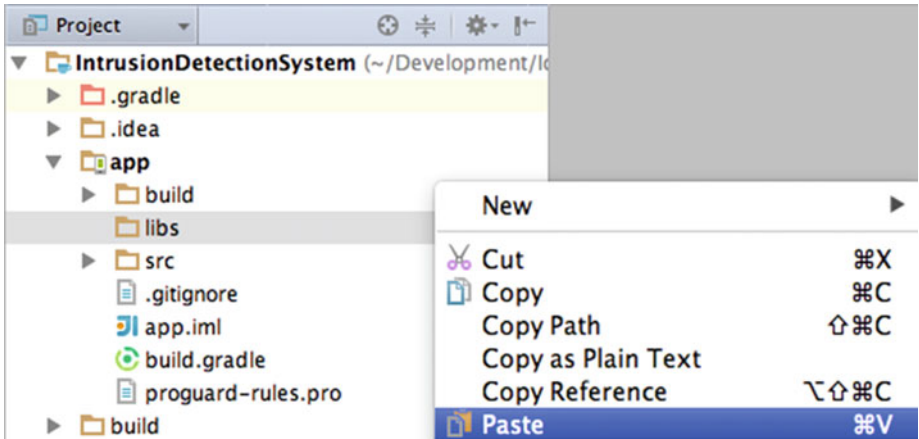 Project
IntrusionDetectionSystem (~/Development/Ic
.gradle
.idea
app
build
libs
src
.gitignore
app.iml
build.gradle
proguard-rules.pro
build
New
Cut ⌘X
Copy ⌘C
Copy Path ⇧⌘C
Copy as Plain Text
Copy Reference ⌥⇧⌘C
Paste ⌘V